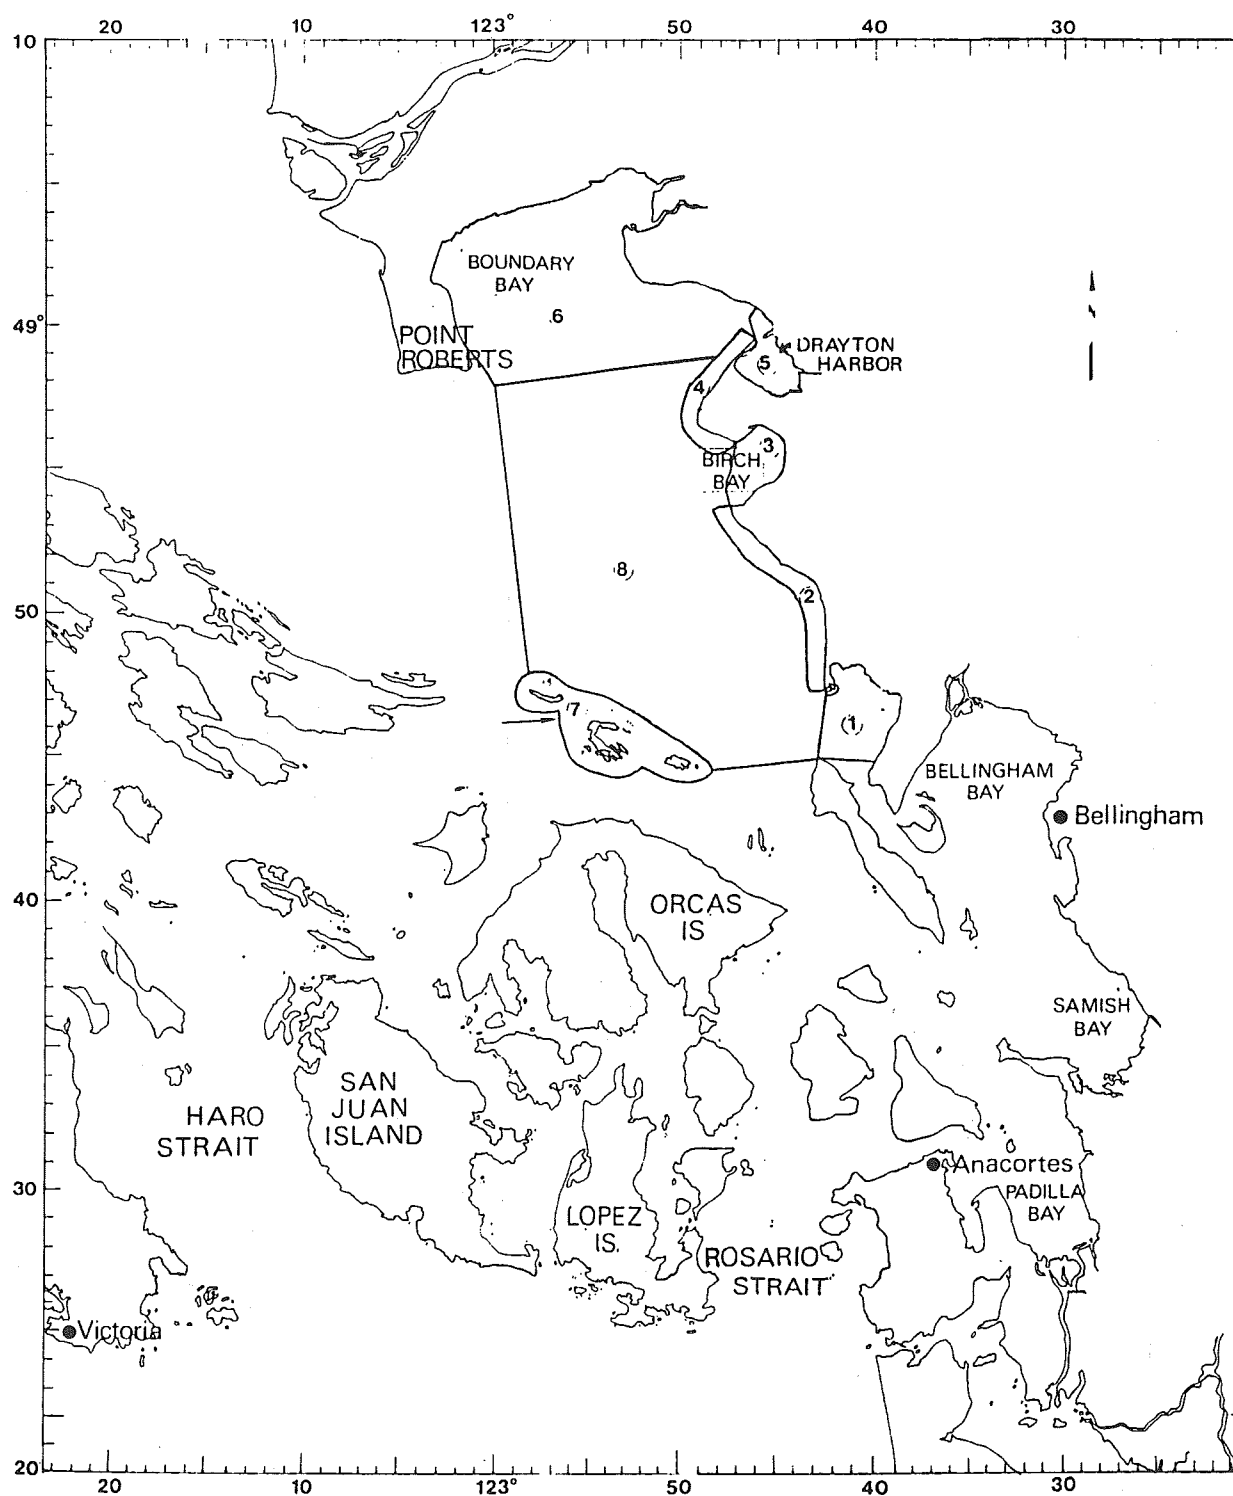 20 10 123° 50 40 30
10
BOUNDARY
BAY
6
49°
POINT
ROBERTS
DRAYTON
HARBOR
5
4
3
BIRCH
BAY
8
2
50
7
1
BELLINGHAM
BAY
Bellingham
40
ORCAS
IS
SAMISH
BAY
SAN
JUAN
ISLAND
HARO
STRAIT
Anacortes
30
PADILLA
BAY
LOPEZ
IS.
ROSARIO
STRAIT
Victoria
20
20 10 123° 50 40 30